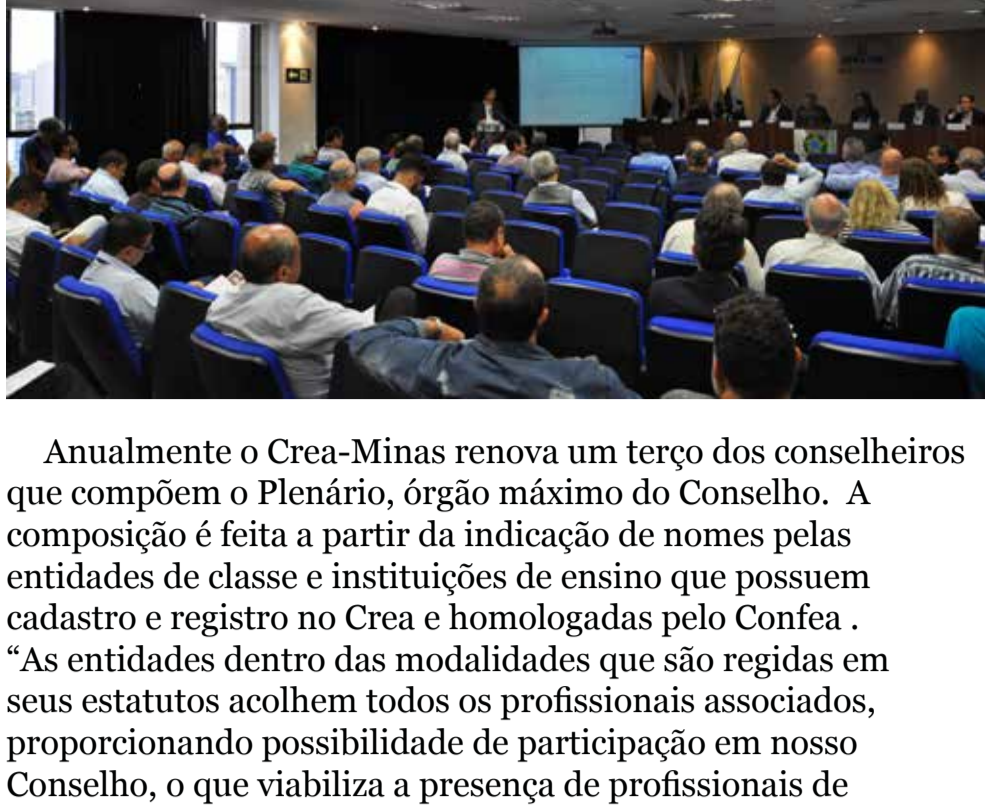 Anualmente o Crea-Minas renova um terço dos conselheiros
que compõem o Plenário, órgão máximo do Conselho.  A
composição é feita a partir da indicação de nomes pelas
entidades de classe e instituições de ensino que possuem
cadastro e registro no Crea e homologadas pelo Confea .
“As entidades dentro das modalidades que são regidas em
seus estatutos acolhem todos os profissionais associados,
proporcionando possibilidade de participação em nosso
Conselho, o que viabiliza a presença de profissionais de